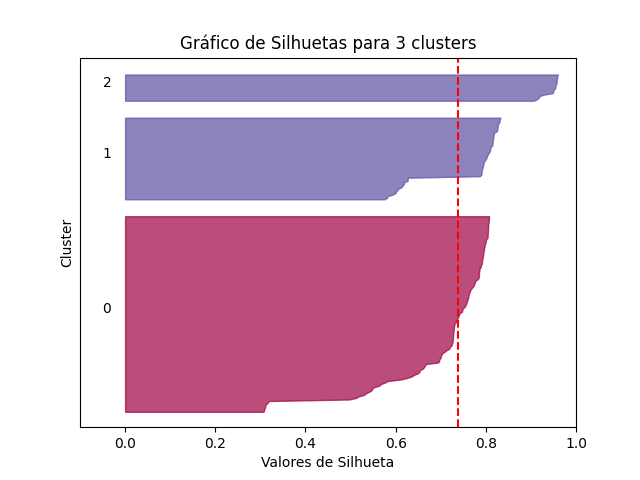 Gráfico de Silhuetas para 3 clusters
2
1
0
Cluster
0.0 0.2 0.4 0.6 0.8 1.0
Valores de Silhueta